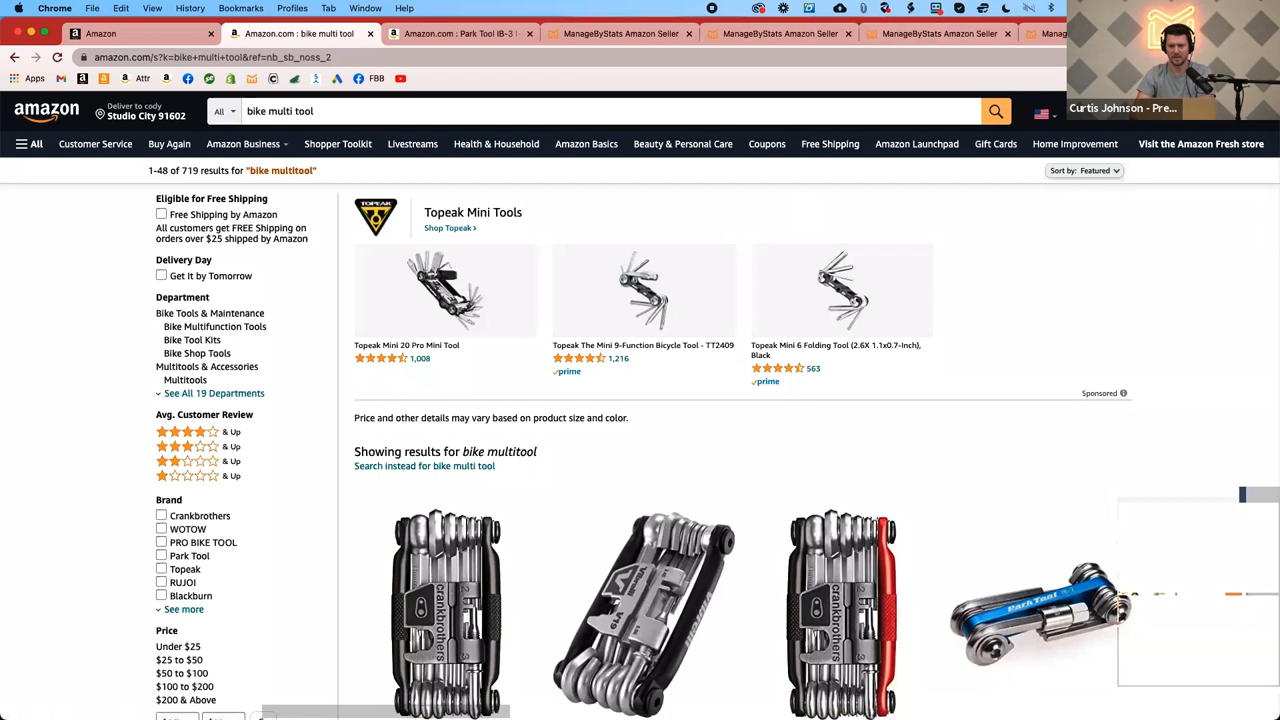 Chrome File Edit View History Bookmarks Profiles Tab Window Help
Amazon
Amazon.com : bike multi tool
Amazon.com : Park Tool IB-3 I-
ManageByStats Amazon Seller
ManageByStats Amazon Seller
ManageByStats Amazon Seller
amazon.com/s?k=bike+multi+tool&ref=nb_sb_noss_2
Apps Attr FBB
Curtis Johnson - Pre...
amazon
Deliver to cody
Studio City 91602
All
bike multi tool
All Customer Service Buy Again Amazon Business Shopper Toolkit Livestreams Health & Household Amazon Basics Beauty & Personal Care Coupons Free Shipping Amazon Launchpad Gift Cards Home Improvement Visit the Amazon Fresh store
1-48 of 719 results for "bike multitool"
Sort by: Featured
Eligible for Free Shipping
Free Shipping by Amazon
All customers get FREE Shipping on
orders over $25 shipped by Amazon
Delivery Day
Get It by Tomorrow
Department
Bike Tools & Maintenance
Bike Multifunction Tools
Bike Tool Kits
Bike Shop Tools
Multitools & Accessories
Multitools
See All 19 Departments
Avg. Customer Review
& Up
& Up
& Up
& Up
Brand
Crankbrothers
WOTOW
PRO BIKE TOOL
Park Tool
Topeak
RUJOI
Blackburn
See more
Price
Under $25
$25 to $50
$50 to $100
$100 to $200
$200 & Above
TOPEAK
Topeak Mini Tools
Shop Topeak ›
Topeak Mini 20 Pro Mini Tool
1,008
Topeak The Mini 9-Function Bicycle Tool - TT2409
1,216
prime
Topeak Mini 6 Folding Tool (2.6X 1.1x0.7-Inch),
Black
563
prime
Sponsored
Price and other details may vary based on product size and color.
Showing results for bike multitool
Search instead for bike multi tool
crankbrothers
crankbrothers
ParkTool